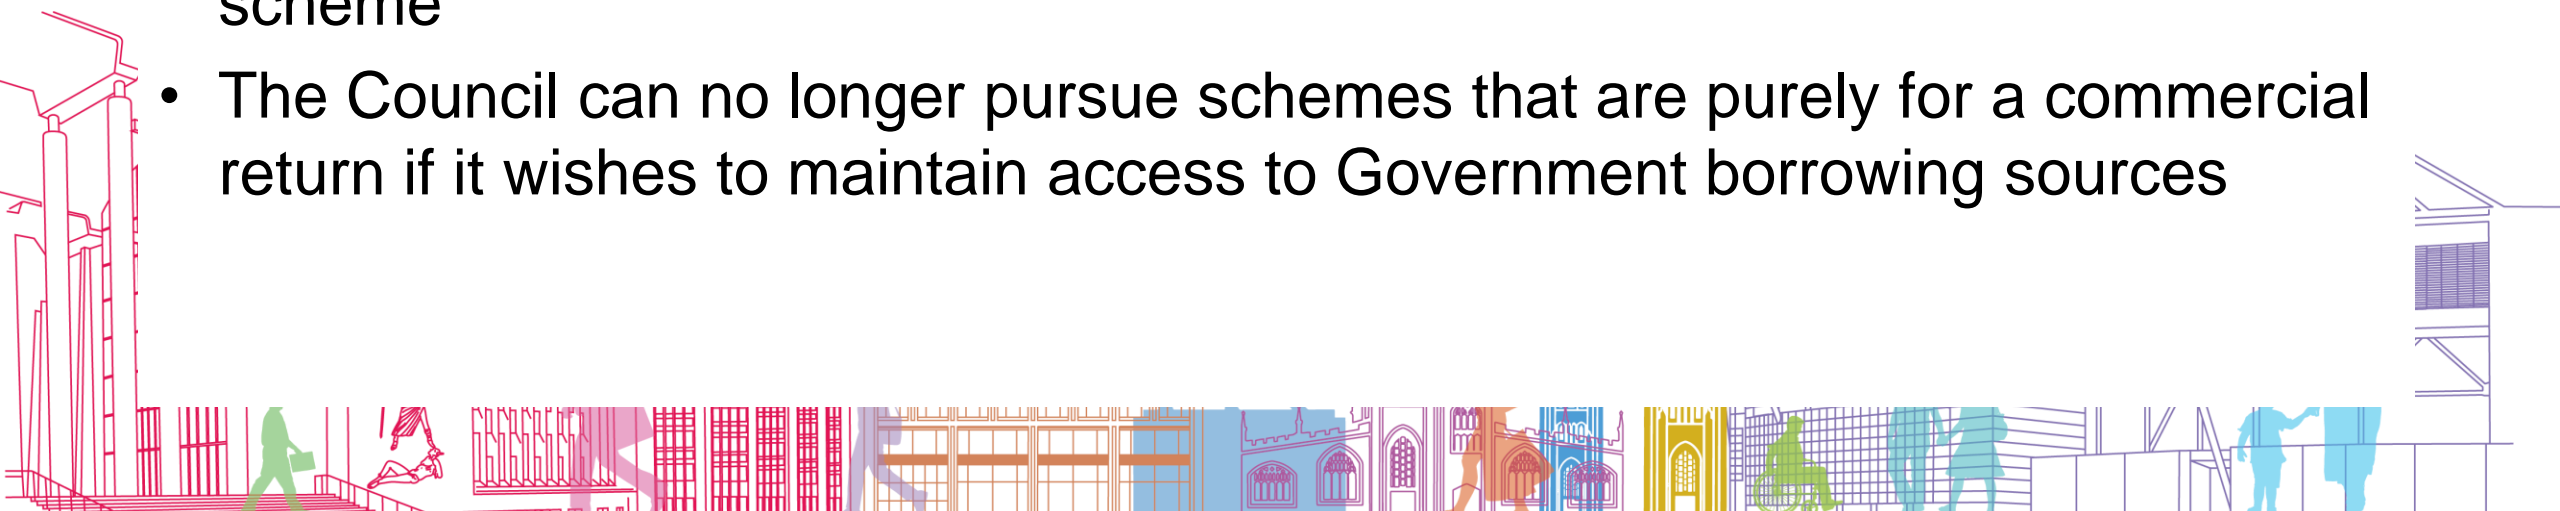 scheme
• The Council can no longer pursue schemes that are purely for a commercial
return if it wishes to maintain access to Government borrowing sources